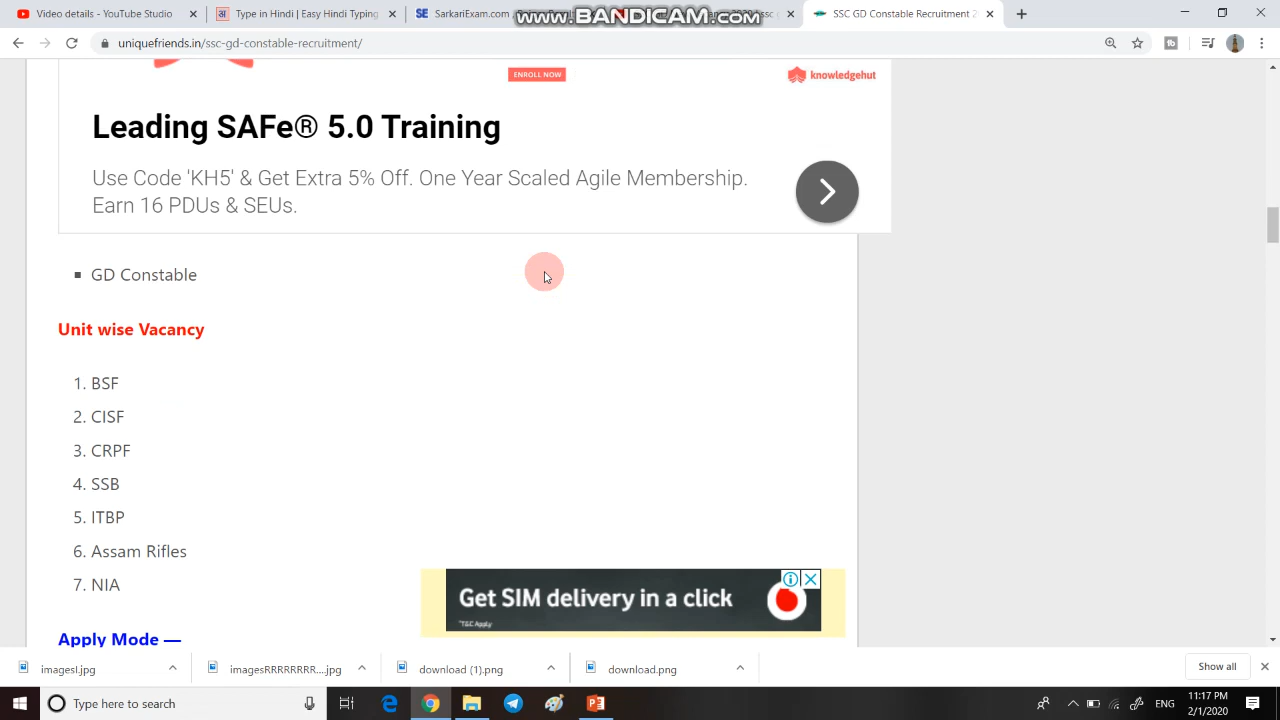 Video details - YouTube Studio
Type in Hindi | Easy Hindi Typing
SarkariExam.com
SSC GD Constable Recruitment 2
www.BANDICAM.com
uniquefriends.in/ssc-gd-constable-recruitment/
ENROLL NOW
knowledgehut
Leading SAFe® 5.0 Training
Use Code 'KH5' & Get Extra 5% Off. One Year Scaled Agile Membership.
Earn 16 PDUs & SEUs.
GD Constable
Unit wise Vacancy
1. BSF
2. CISF
3. CRPF
4. SSB
5. ITBP
6. Assam Rifles
7. NIA
Get SIM delivery in a click
*T&C Apply
Apply Mode —
imagesI.jpg
imagesRRRRRRRR....jpg
download (1).png
download.png
Show all
Type here to search
ENG
11:17 PM
2/1/2020